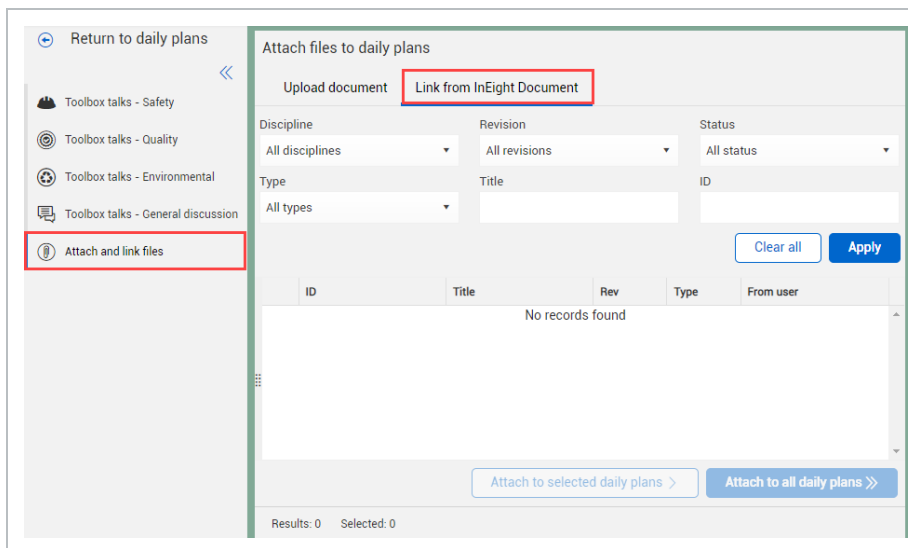 Return to daily plans
Toolbox talks - Safety
Toolbox talks - Quality
Toolbox talks - Environmental
Toolbox talks - General discussion
Attach and link files
Attach files to daily plans
Upload document Link from InEight Document
Discipline Revision Status
All disciplines All revisions All status
Type Title ID
All types
Clear all Apply
ID Title Rev Type From user
No records found
Attach to selected daily plans Attach to all daily plans
Results: 0 Selected: 0